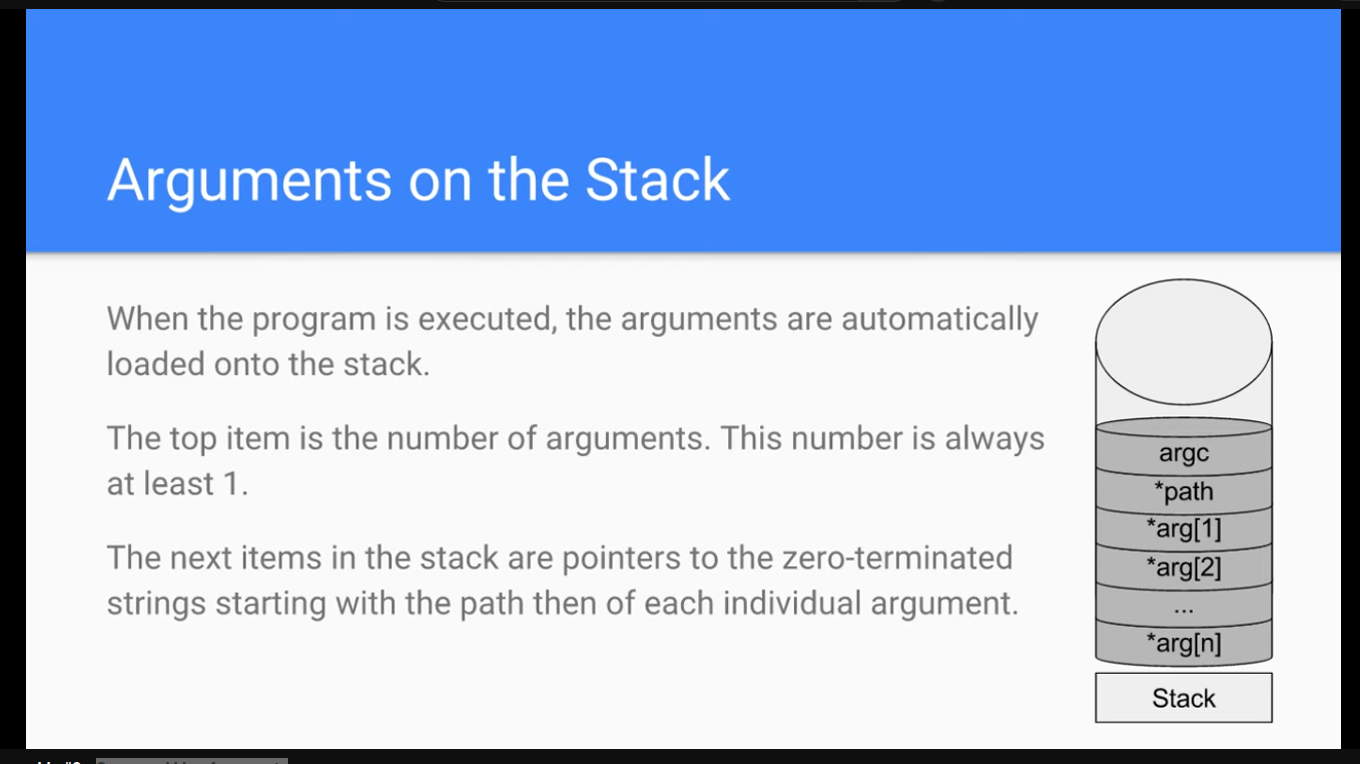 Arguments on the Stack
When the program is executed, the arguments are automatically
loaded onto the stack.
The top item is the number of arguments. This number is always
at least 1.
The next items in the stack are pointers to the zero-terminated
strings starting with the path then of each individual argument.
argc
*path
*arg[1]
*arg[2]
...
*arg[n]
Stack